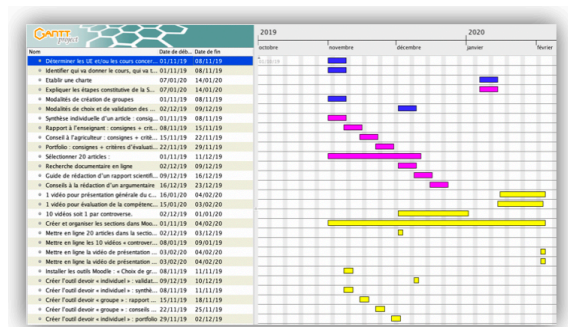 GANTT project
2019 2020
Nom Date de déb... Date de fin octobre novembre décembre janvier février
Déterminer les UE et/ou les cours concer... 01/11/19 08/11/19
Identifier qui va donner le cours, qui va t... 01/11/19 08/11/19
Etablir une charte 07/01/20 14/01/20
Expliquer les étapes constitutive de la S... 07/01/20 14/01/20
Modalités de création de groupes 01/11/19 08/11/19
Modalités de choix et de validation des ... 02/12/19 09/12/19
Synthèse individuelle d'un article : consig... 01/11/19 08/11/19
Rapport à l'enseignant : consignes + crit... 08/11/19 15/11/19
Conseil à l'agriculteur : consignes + crité... 15/11/19 22/11/19
Portfolio : consignes + critères d'évaluati... 22/11/19 29/11/19
Sélectionner 20 articles : 01/11/19 11/12/19
Recherche documentaire en ligne 02/12/19 09/12/19
Guide de rédaction d'un rapport scientifi... 09/12/19 16/12/19
Conseils à la rédaction d'un argumentaire 16/12/19 23/12/19
1 vidéo pour présentation générale du c... 16/01/20 04/02/20
1 vidéo pour évaluation de la compétenc... 15/01/20 03/02/20
10 vidéos soit 1 par controverse. 02/12/19 01/01/20
Créer et organiser les sections dans Moo... 01/11/19 04/02/20
Mettre en ligne 20 articles dans la sectio... 02/12/19 03/12/19
Mettre en ligne les 10 vidéos « controver... 08/01/19 09/01/19
Mettre en ligne la vidéo de présentation ... 03/02/20 04/02/20
Mettre en ligne la vidéo de présentation ... 03/02/20 04/02/20
Installer les outils Moodle : « Choix de gr... 08/11/19 11/11/19
Créer l'outil devoir « individuel » : validat... 09/12/19 10/12/19
Créer l'outil devoir « individuel » : synthé... 08/11/19 11/11/19
Créer l'outil devoir « groupe » : rapport ... 15/11/19 18/11/19
Créer l'outil devoir « groupe » : conseils ... 22/11/19 25/11/19
Créer l'outil devoir « individuel » : portfolio 29/11/19 02/12/19